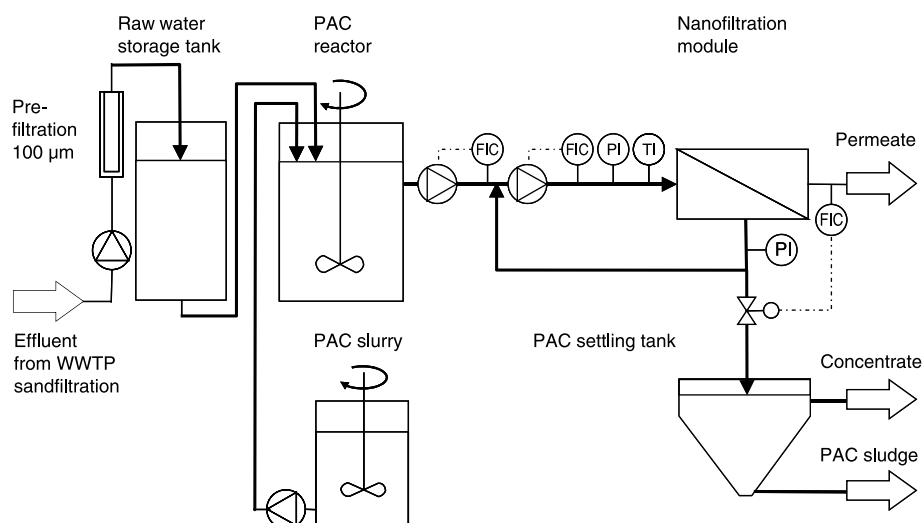 Raw water
storage tank
PAC
reactor
Nanofiltration
module
Pre-
filtration
100 µm
FIC
FIC
PI
TI
Permeate
FIC
PI
Effluent
from WWTP
sandfiltration
PAC slurry
PAC settling tank
Concentrate
PAC sludge